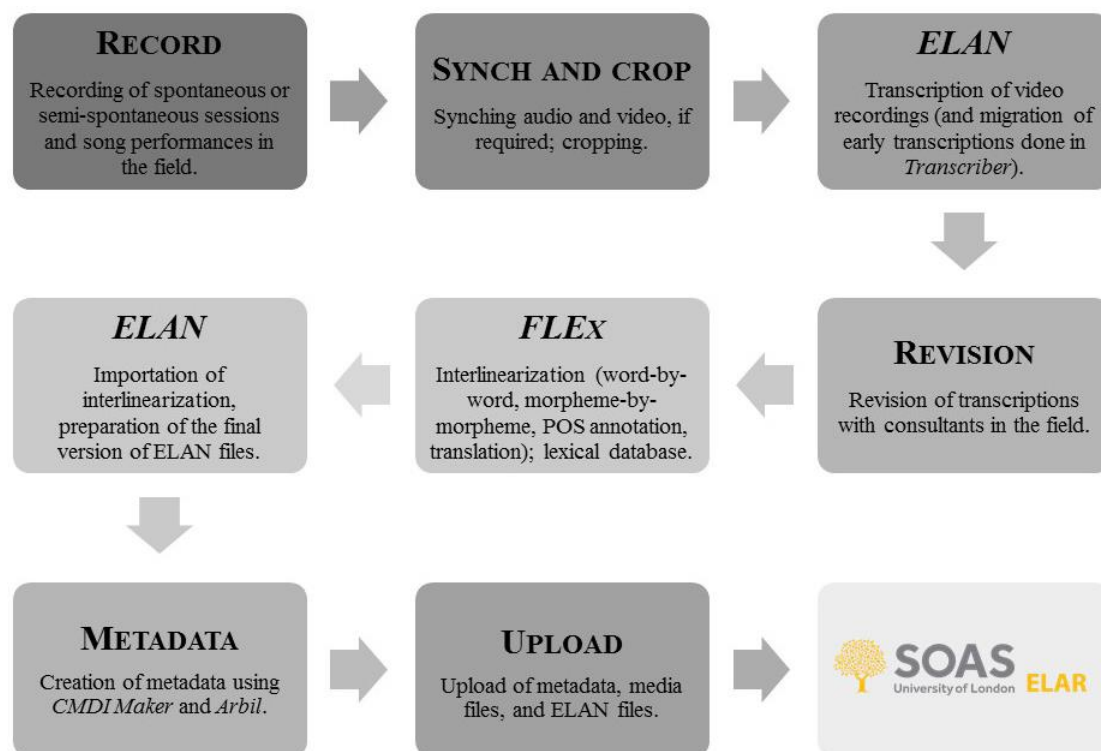 RECORD
Recording of spontaneous or
semi-spontaneous sessions
and song performances in
the field.
SYNCH AND CROP
Synching audio and video, if
required; cropping.
ELAN
Transcription of video
recordings (and migration of
early transcriptions done in
Transcriber).
REVISION
Revision of transcriptions
with consultants in the field.
FLEX
Interlinearization (word-by-
word, morpheme-by-
morpheme, POS annotation,
translation); lexical database.
ELAN
Importation of
interlinearization,
preparation of the final
version of ELAN files.
METADATA
Creation of metadata using
CMDI Maker and Arbil.
UPLOAD
Upload of metadata, media
files, and ELAN files.
SOAS
University of London ELAR